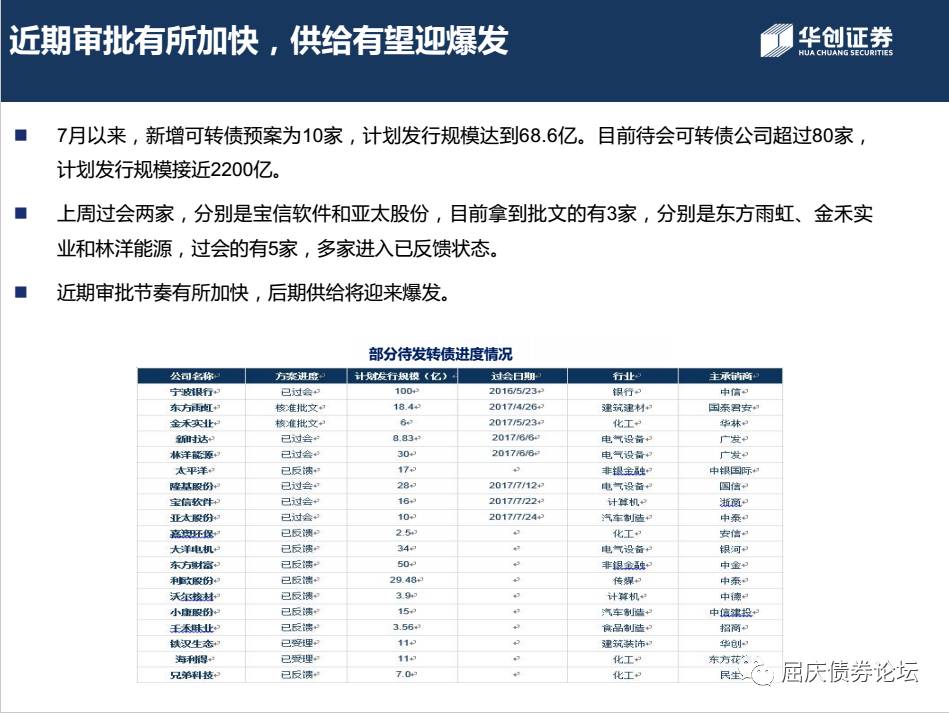 近期审批有所加快，供给有望迎爆发
华创证券
HUA CHUANG SECURITIES
7月以来，新增可转债预案为10家，计划发行规模达到68.6亿。目前待会可转债公司超过80家，
计划发行规模接近2200亿。
上周过会两家，分别是宝信软件和亚太股份，目前拿到批文的有3家，分别是东方雨虹、金禾实
业和林洋能源，过会的有5家，多家进入已反馈状态。
近期审批节奏有所加快，后期供给将迎来爆发。
部分待发转债进度情况
公司名称 方案进度 计划发行规模（亿） 过会日期 行业 主承销商
宁波银行 已过会 100 2016/5/23 银行 中信
东方雨虹 核准批文 18.4 2017/4/26 建筑建材 国泰君安
金禾实业 核准批文 6 2017/5/23 化工 华林
新时达 已过会 8.83 2017/6/6 电气设备 广发
林洋能源 已过会 30 2017/6/6 电气设备 广发
太平洋 已反馈 17 非银金融 中银国际
隆基股份 已过会 28 2017/7/12 电气设备 国信
宝信软件 已过会 16 2017/7/22 计算机 浙商
亚太股份 已过会 10 2017/7/24 汽车制造 中泰
嘉澳环保 已反馈 2.5 化工 安信
大洋电机 已反馈 34 电气设备 银河
东方财富 已反馈 50 非银金融 中金
利欧股份 已反馈 29.48 传媒 中泰
沃尔核材 已反馈 3.9 计算机 中德
小康股份 已反馈 15 汽车制造 中信建投
千禾味业 已反馈 3.56 食品制造 招商
铁汉生态 已受理 11 建筑装饰 华创
海利得 已受理 11 化工 东方花
兄弟科技 已反馈 7.0 化工 民生
屈庆债券论坛